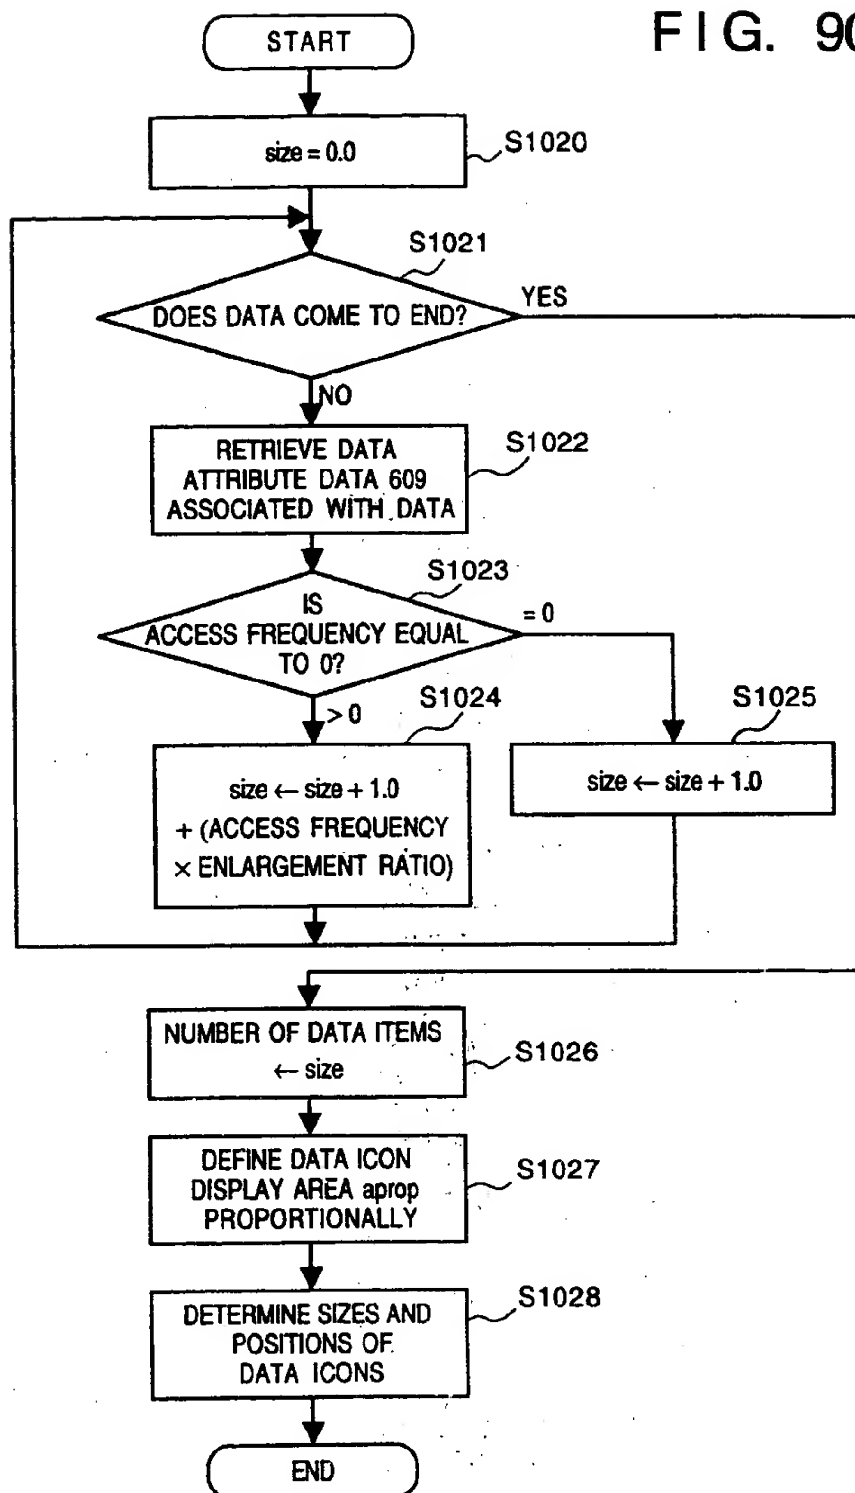 FIG. 90
START
size = 0.0
S1020
S1021
DOES DATA COME TO END?
YES
NO
RETRIEVE DATA
ATTRIBUTE DATA 609
ASSOCIATED WITH DATA
S1022
S1023
IS
ACCESS FREQUENCY EQUAL
TO 0?
= 0
> 0
S1024
size ← size + 1.0
+ (ACCESS FREQUENCY
× ENLARGEMENT RATIO)
S1025
size ← size + 1.0
NUMBER OF DATA ITEMS
← size
S1026
DEFINE DATA ICON
DISPLAY AREA aprop
PROPORTIONALLY
S1027
DETERMINE SIZES AND
POSITIONS OF
DATA ICONS
S1028
END